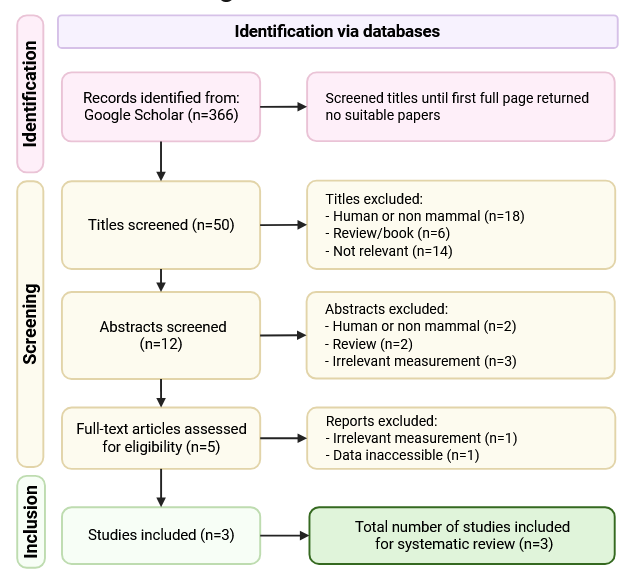 Identification via databases
Identification
Records identified from:
Google Scholar (n=366)
Screened titles until first full page returned
no suitable papers
Screening
Titles screened (n=50)
Titles excluded:
- Human or non mammal (n=18)
- Review/book (n=6)
- Not relevant (n=14)
Abstracts screened
(n=12)
Abstracts excluded:
- Human or non mammal (n=2)
- Review (n=2)
- Irrelevant measurement (n=3)
Full-text articles assessed
for eligibility (n=5)
Reports excluded:
- Irrelevant measurement (n=1)
- Data inaccessible (n=1)
Inclusion
Studies included (n=3)
Total number of studies included
for systematic review (n=3)